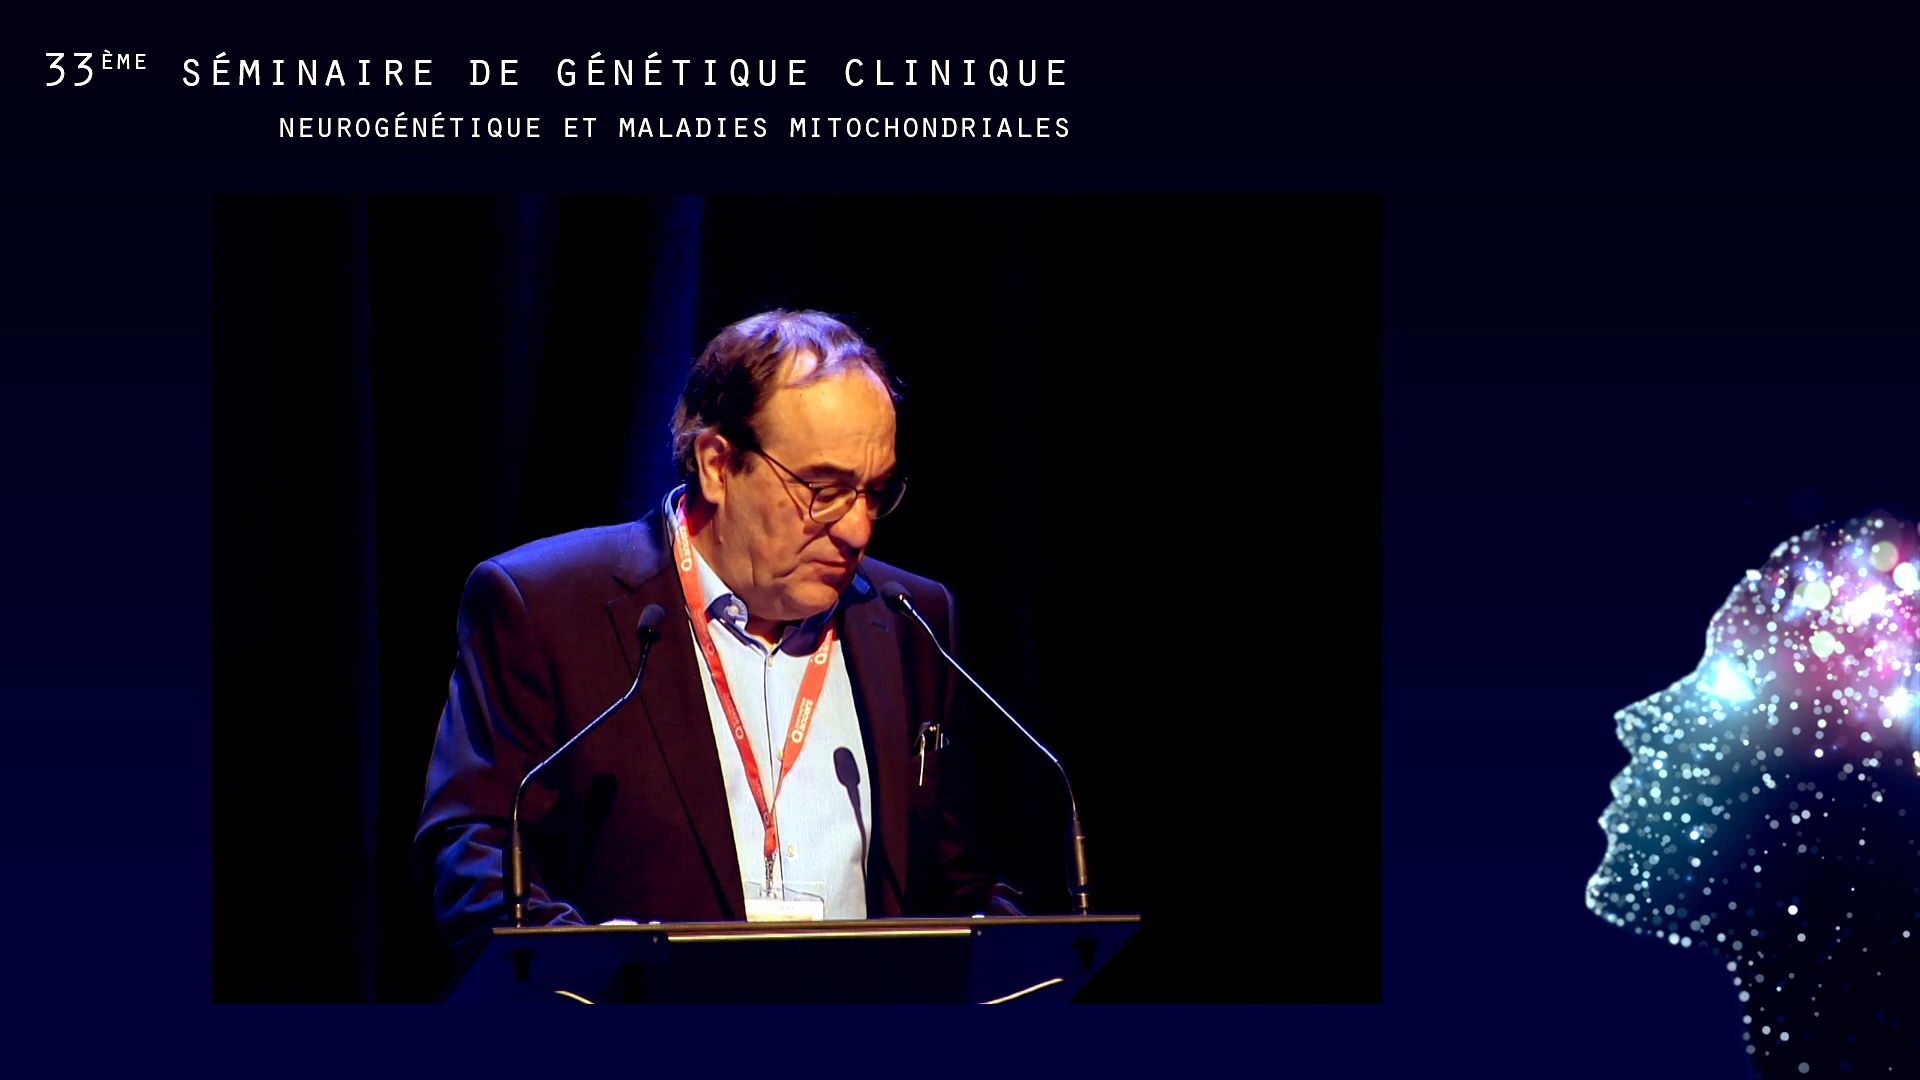 33ÈME SÉMINAIRE DE GÉNÉTIQUE CLINIQUE
NEUROGÉNÉTIQUE ET MALADIES MITOCHONDRIALES